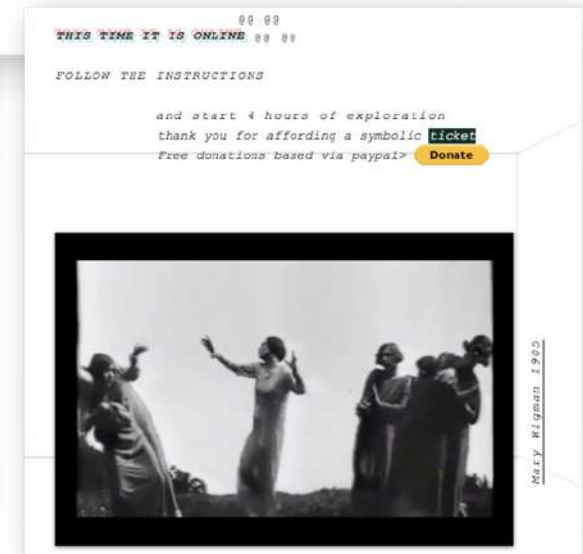 @@ @@
THIS TIME IT IS ONLINE @@ @@
FOLLOW THE INSTRUCTIONS
and start 4 hours of exploration
thank you for affording a symbolic ticket
Free donations based via paypal> Donate
Mary Wigman 1905